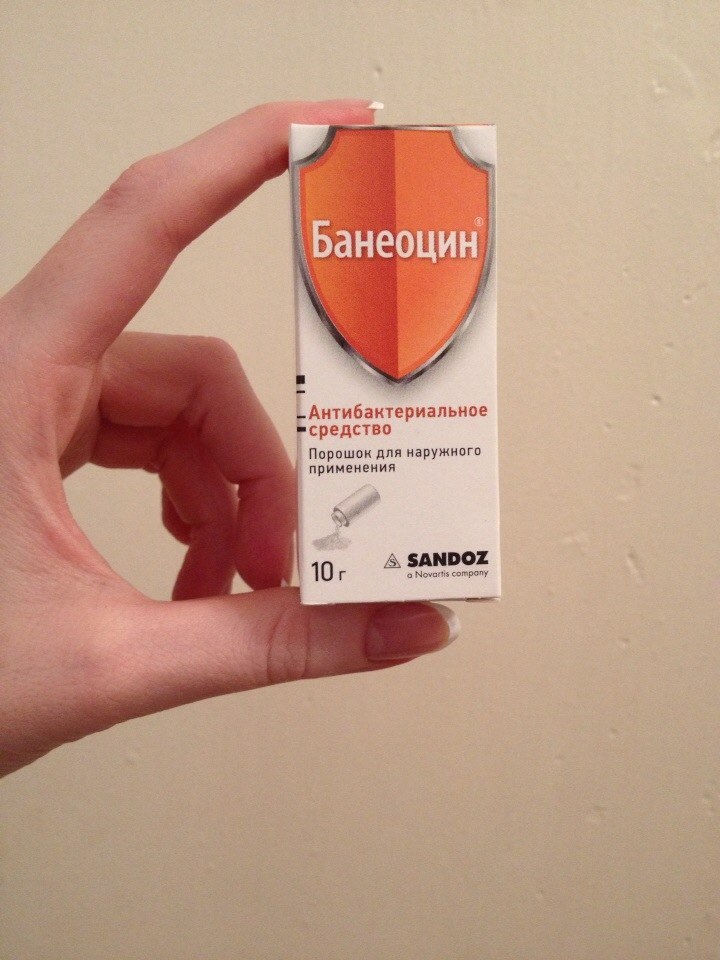 Банеоцин®
Антибактериальное
средство
Порошок для наружного
применения
10 г
SANDOZ
a Novartis company